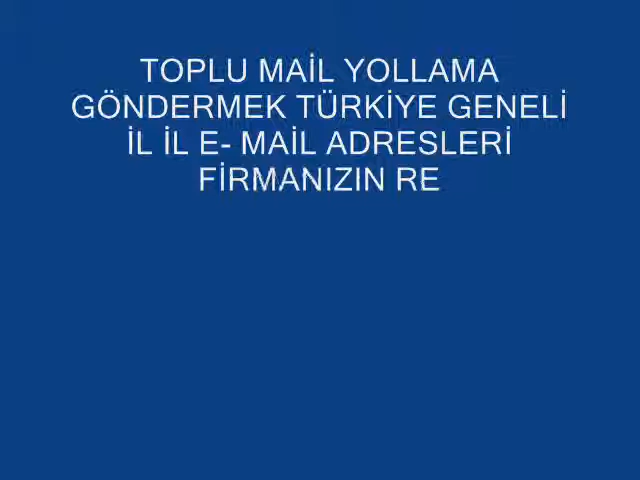 TOPLU MAİL YOLLAMA
GÖNDERMEK TÜRKİYE GENELİ
İL İL E- MAİL ADRESLERİ
FİRMANIZIN RE